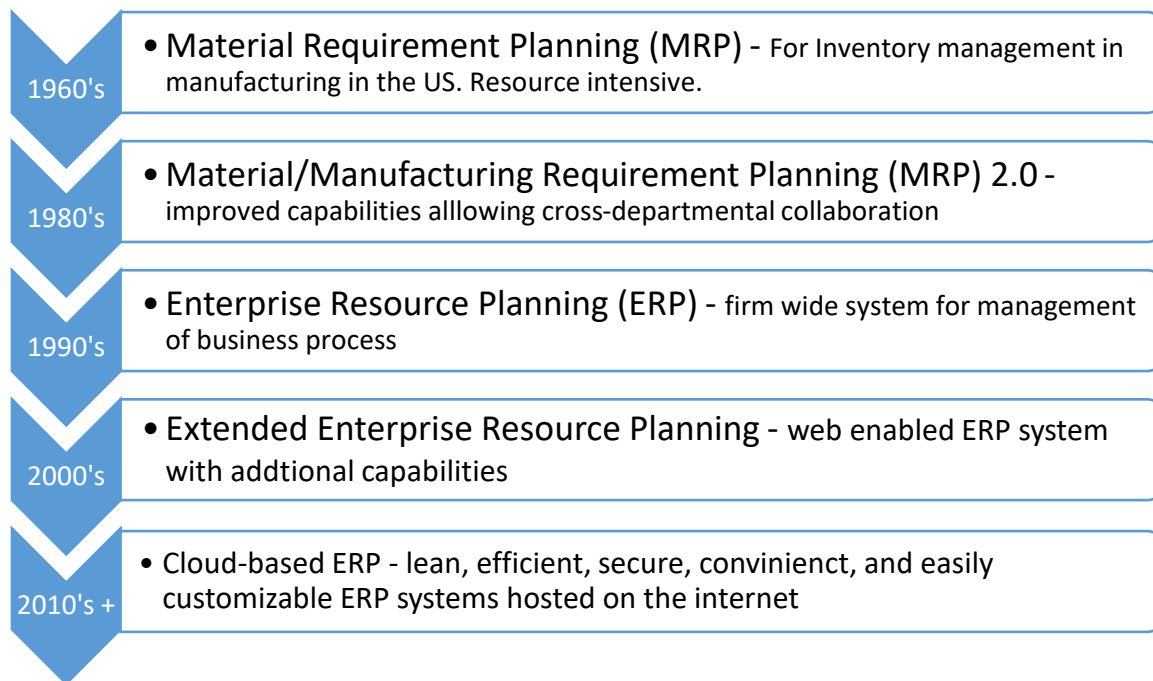 1960's
• Material Requirement Planning (MRP) - For Inventory management in
manufacturing in the US. Resource intensive.
1980's
• Material/Manufacturing Requirement Planning (MRP) 2.0 -
improved capabilities alllowing cross-departmental collaboration
1990's
• Enterprise Resource Planning (ERP) - firm wide system for management
of business process
2000's
• Extended Enterprise Resource Planning - web enabled ERP system
with addtional capabilities
2010's +
• Cloud-based ERP - lean, efficient, secure, convinienct, and easily
customizable ERP systems hosted on the internet